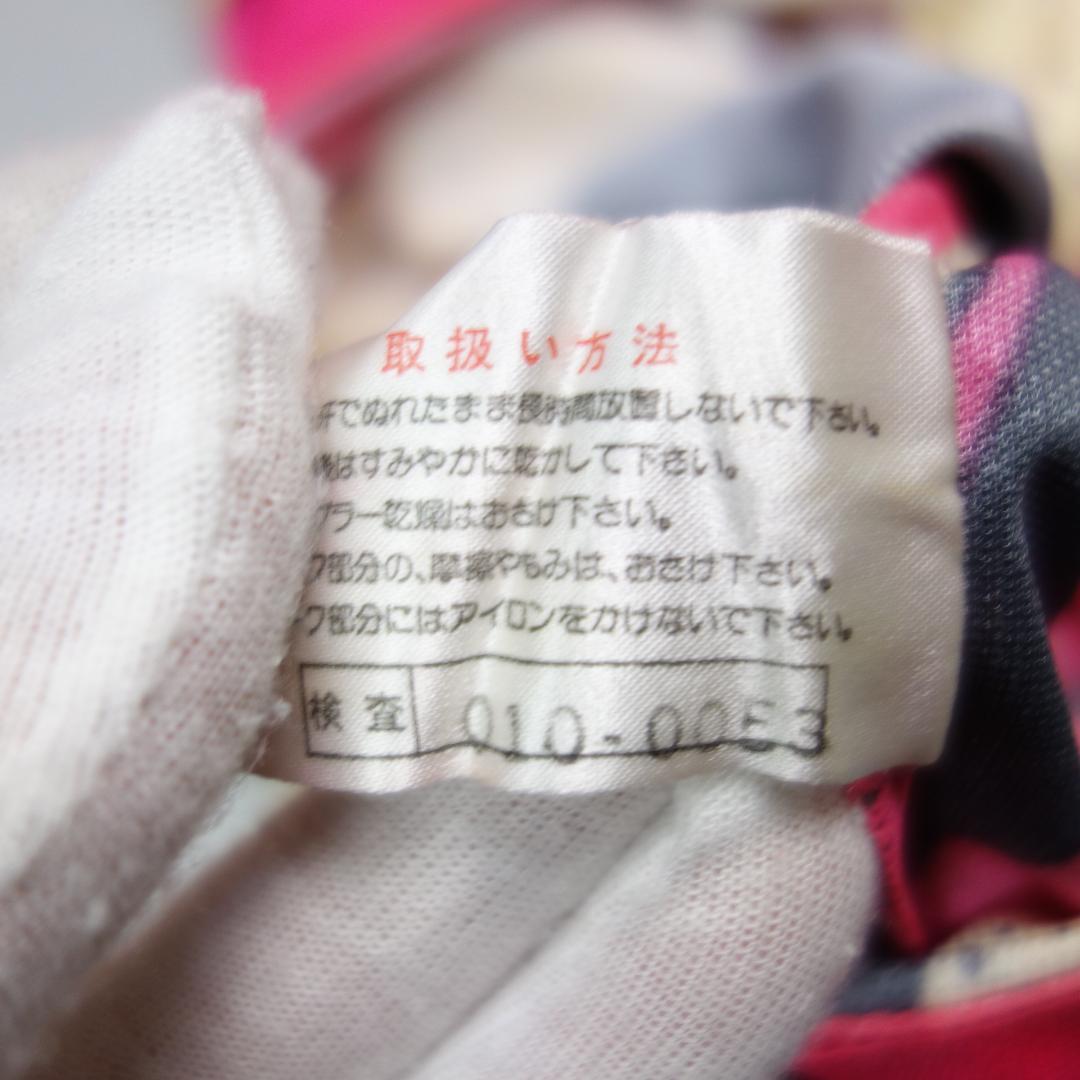 取扱い方法
でぬれたまま長時間放置しないで下さい。
はすみやかに乾かして下さい。
ラー乾燥はおさけ下さい。
フ部分の、摩擦やもみは、おさけ下さい。
ーフ部分にはアイロンをかけないで下さい。
検査 010-0053